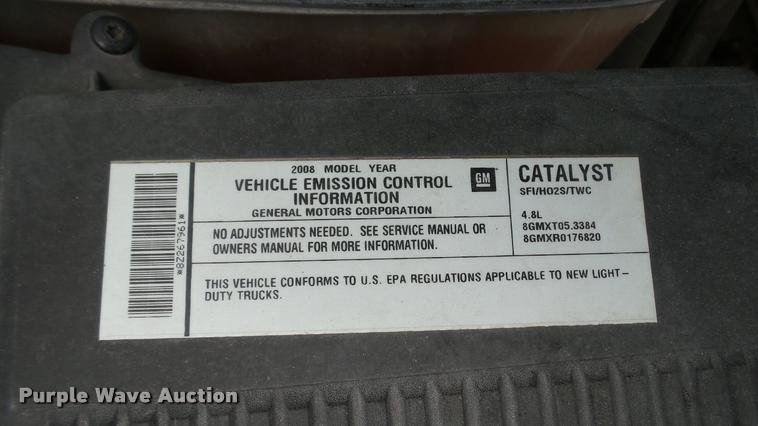 *8Z267961*
2008 MODEL YEAR
VEHICLE EMISSION CONTROL
INFORMATION
GENERAL MOTORS CORPORATION
GM
NO ADJUSTMENTS NEEDED. SEE SERVICE MANUAL OR
OWNERS MANUAL FOR MORE INFORMATION.
CATALYST
SFI/HO2S/TWC
4.8L
8GMXT05.3384
8GMXR0176820
THIS VEHICLE CONFORMS TO U.S. EPA REGULATIONS APPLICABLE TO NEW LIGHT-
DUTY TRUCKS.
Purple Wave Auction